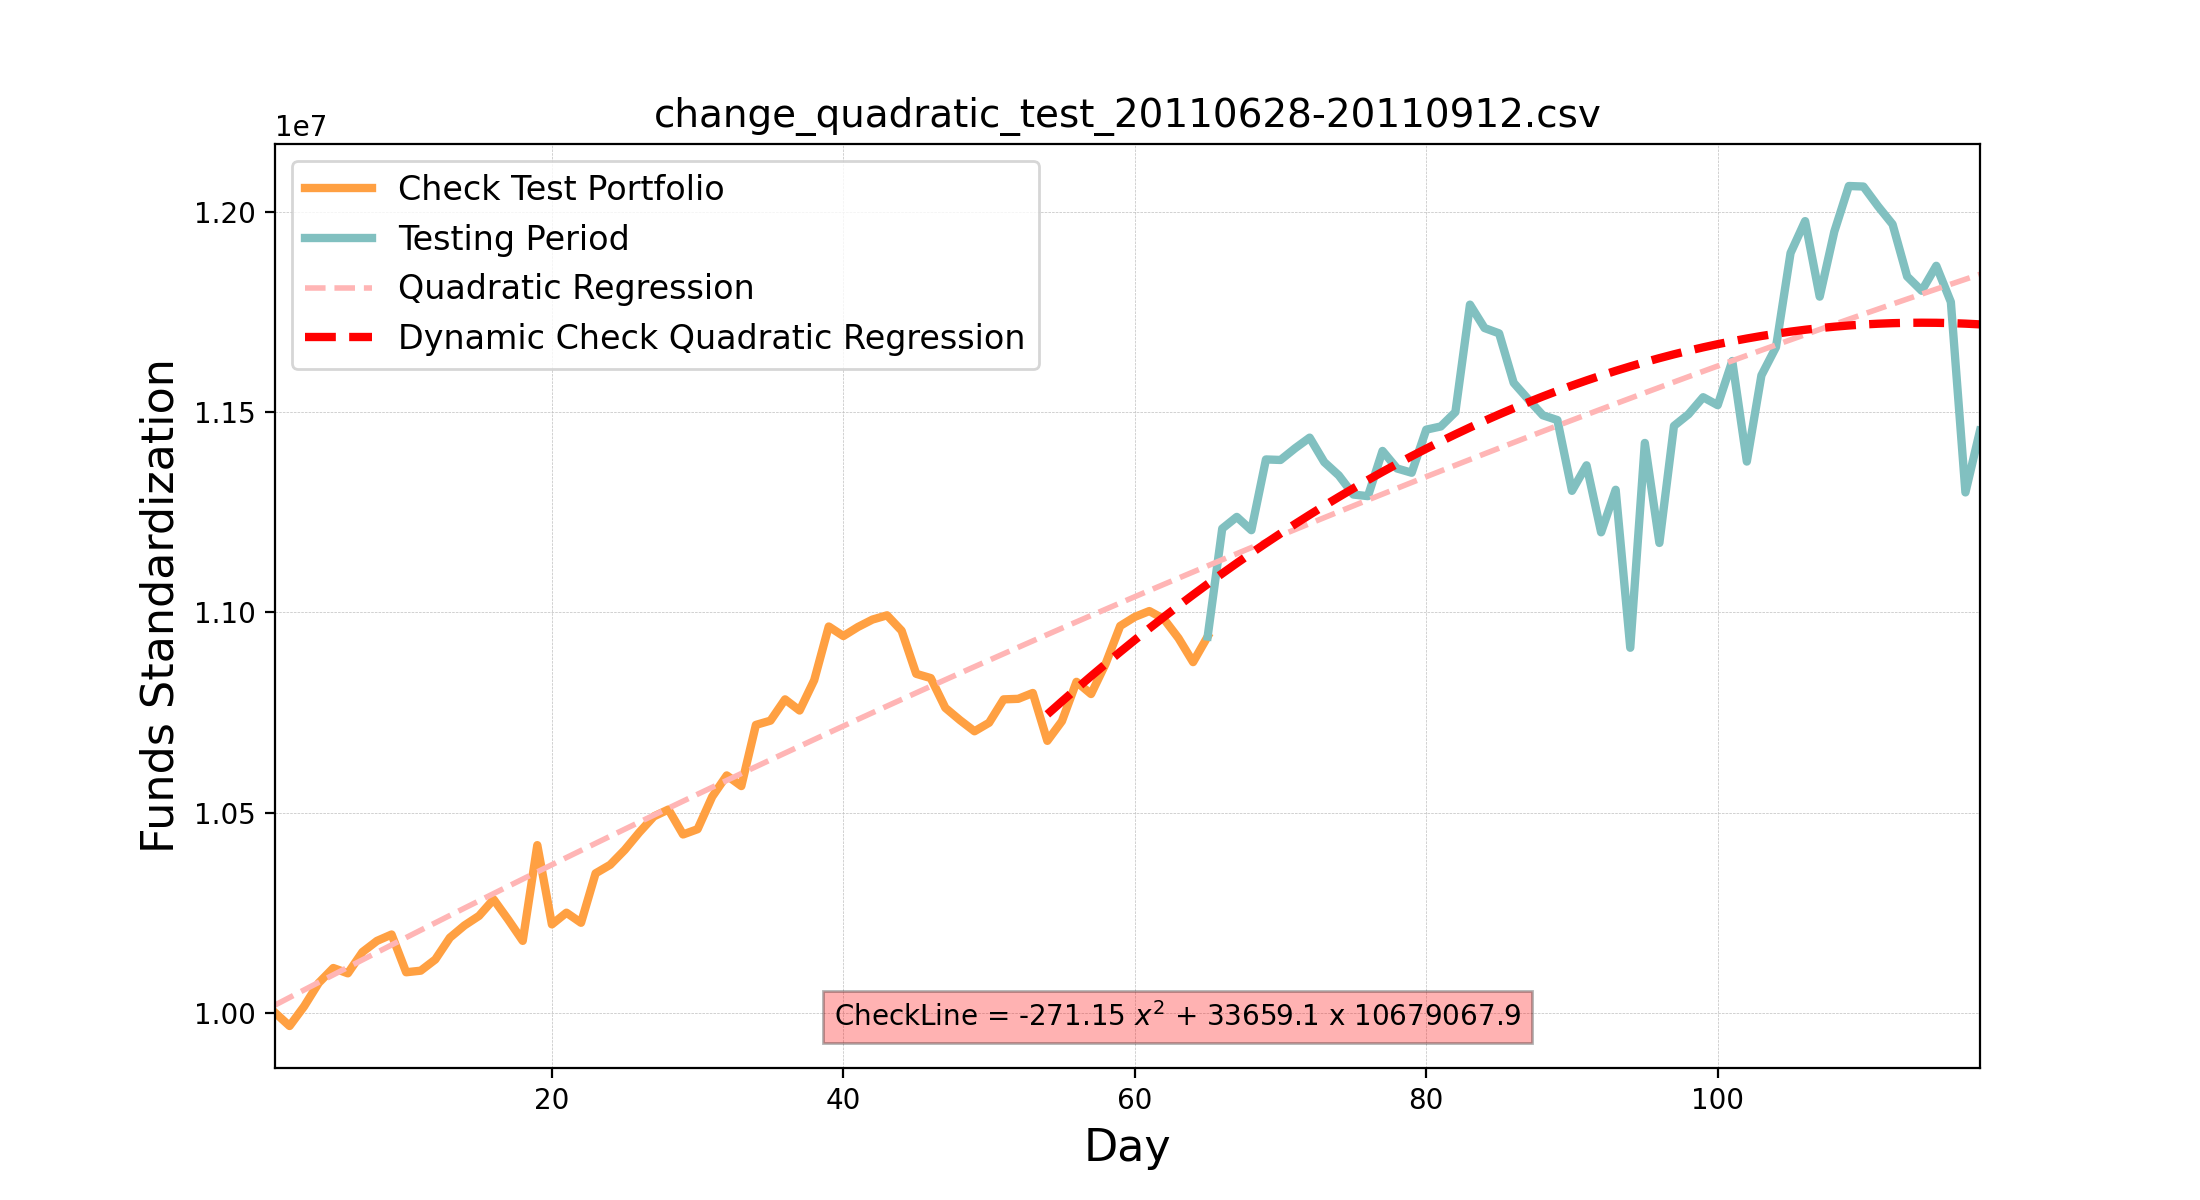 change_quadratic_test_20110628-20110912.csv
1e7
Check Test Portfolio
Testing Period
Quadratic Regression
Dynamic Check Quadratic Regression
1.20
1.15
1.10
1.05
1.00
Funds Standardization
CheckLine = -271.15 x² + 33659.1 x 10679067.9
20 40 60 80 100
Day